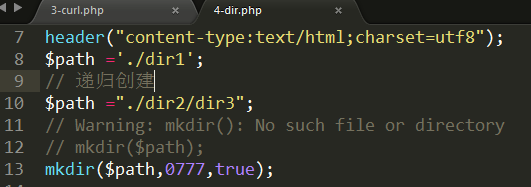 3-curl.php × 4-dir.php ×
7 header("content-type:text/html;charset=utf8");
8 $path ='./dir1';
9 // 递归创建
10 $path ="./dir2/dir3";
11 // Warning: mkdir(): No such file or directory
12 // mkdir($path);
13 mkdir($path,0777,true);